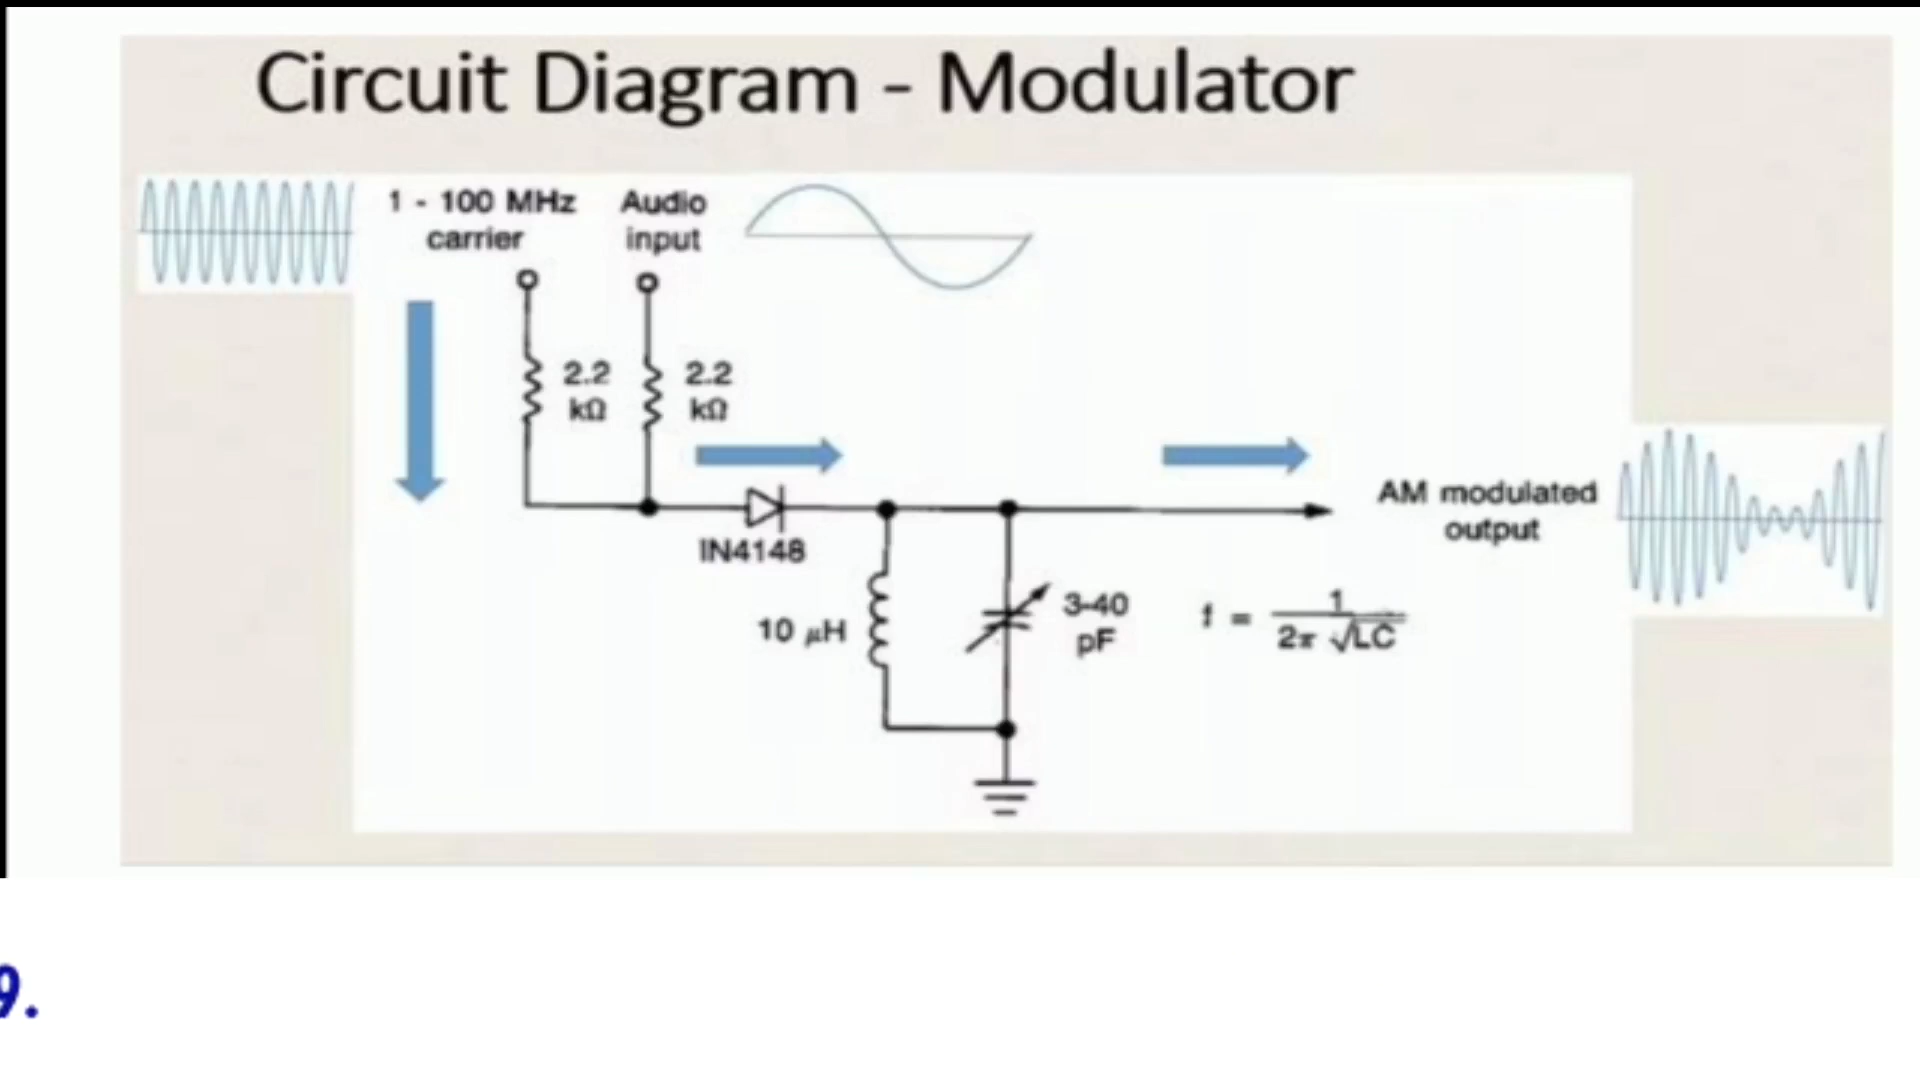 Circuit Diagram - Modulator
1 - 100 MHz
carrier
Audio
input
2.2
kΩ
2.2
kΩ
IN4148
10 μH
3-40
pF
f = 1
2π √LC
AM modulated
output
9.